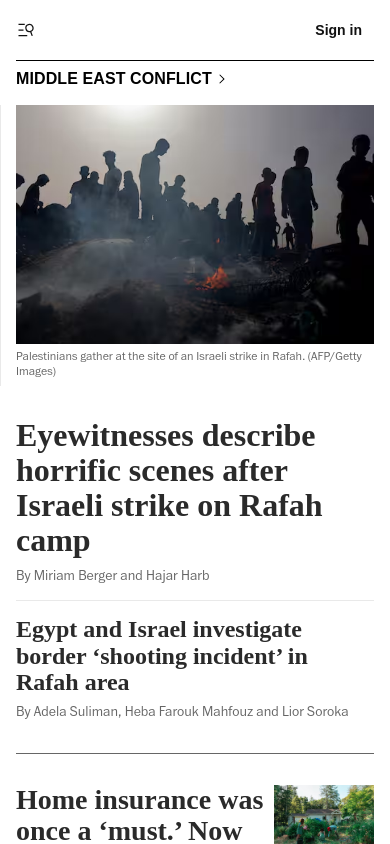 Sign in
MIDDLE EAST CONFLICT
Palestinians gather at the site of an Israeli strike in Rafah. (AFP/Getty
Images)
Eyewitnesses describe
horrific scenes after
Israeli strike on Rafah
camp
By Miriam Berger and Hajar Harb
Egypt and Israel investigate
border ‘shooting incident’ in
Rafah area
By Adela Suliman, Heba Farouk Mahfouz and Lior Soroka
Home insurance was
once a ‘must.’ Now